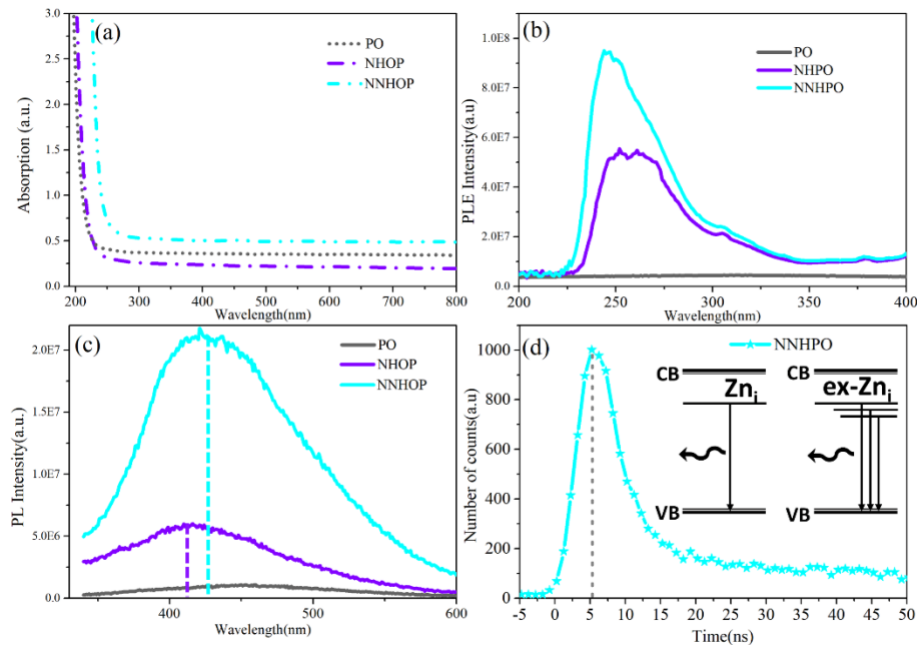 (a)
Absorption (a.u.)
3.0
2.5
2.0
1.5
1.0
0.5
0.0
200 300 400 500 600 700 800
Wavelength(nm)
PO
NHOP
NNHOP
(b)
PLE Intensity(a.u)
1.0E8
8.0E7
6.0E7
4.0E7
2.0E7
0.0
200 250 300 350 400
Wavelength(nm)
PO
NHPO
NNHPO
(c)
PL Intensity(a.u.)
2.0E7
1.5E7
1.0E7
5.0E6
0.0
400 500 600
Wavelength(nm)
PO
NHOP
NNHOP
(d)
Number of counts(a.u)
1000
800
600
400
200
0
-5 0 5 10 15 20 25 30 35 40 45 50
Time(ns)
NNHPO
CB
Zni
VB
CB
ex-Zni
VB